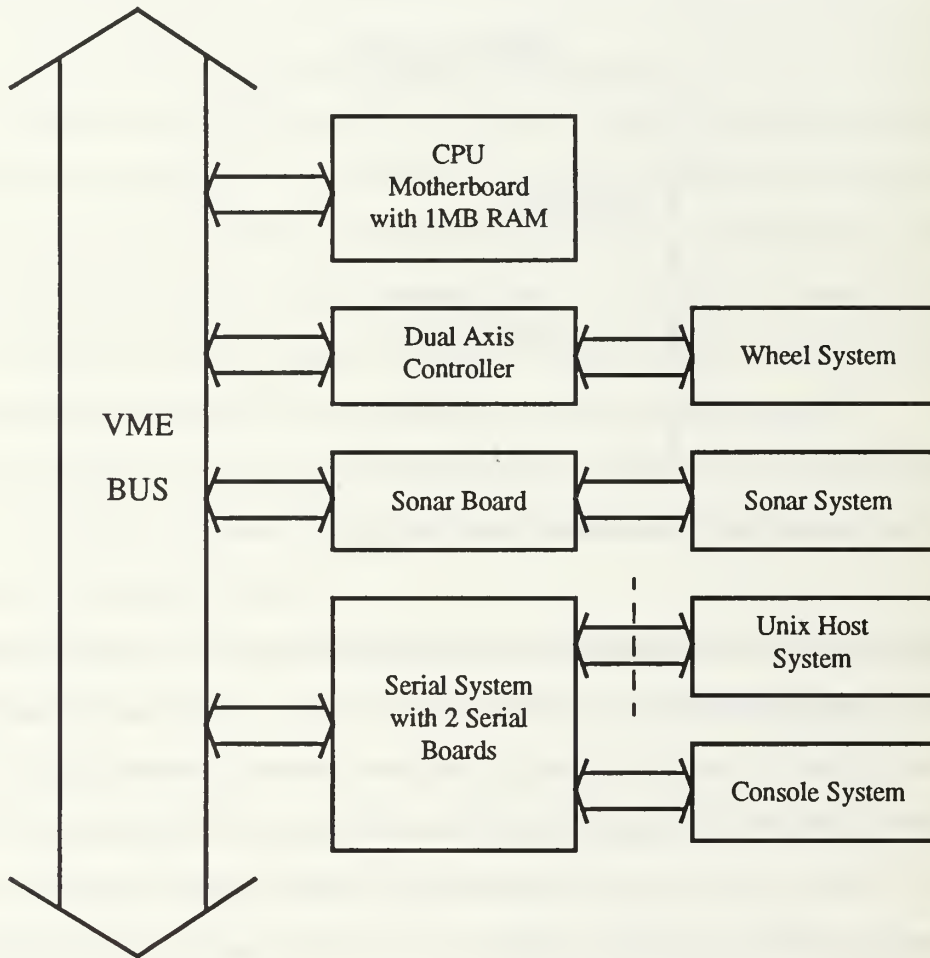 CPU
Motherboard
with 1MB RAM
Dual Axis
Controller
Wheel System
VME
BUS
Sonar Board
Sonar System
Serial System
with 2 Serial
Boards
Unix Host
System
Console System